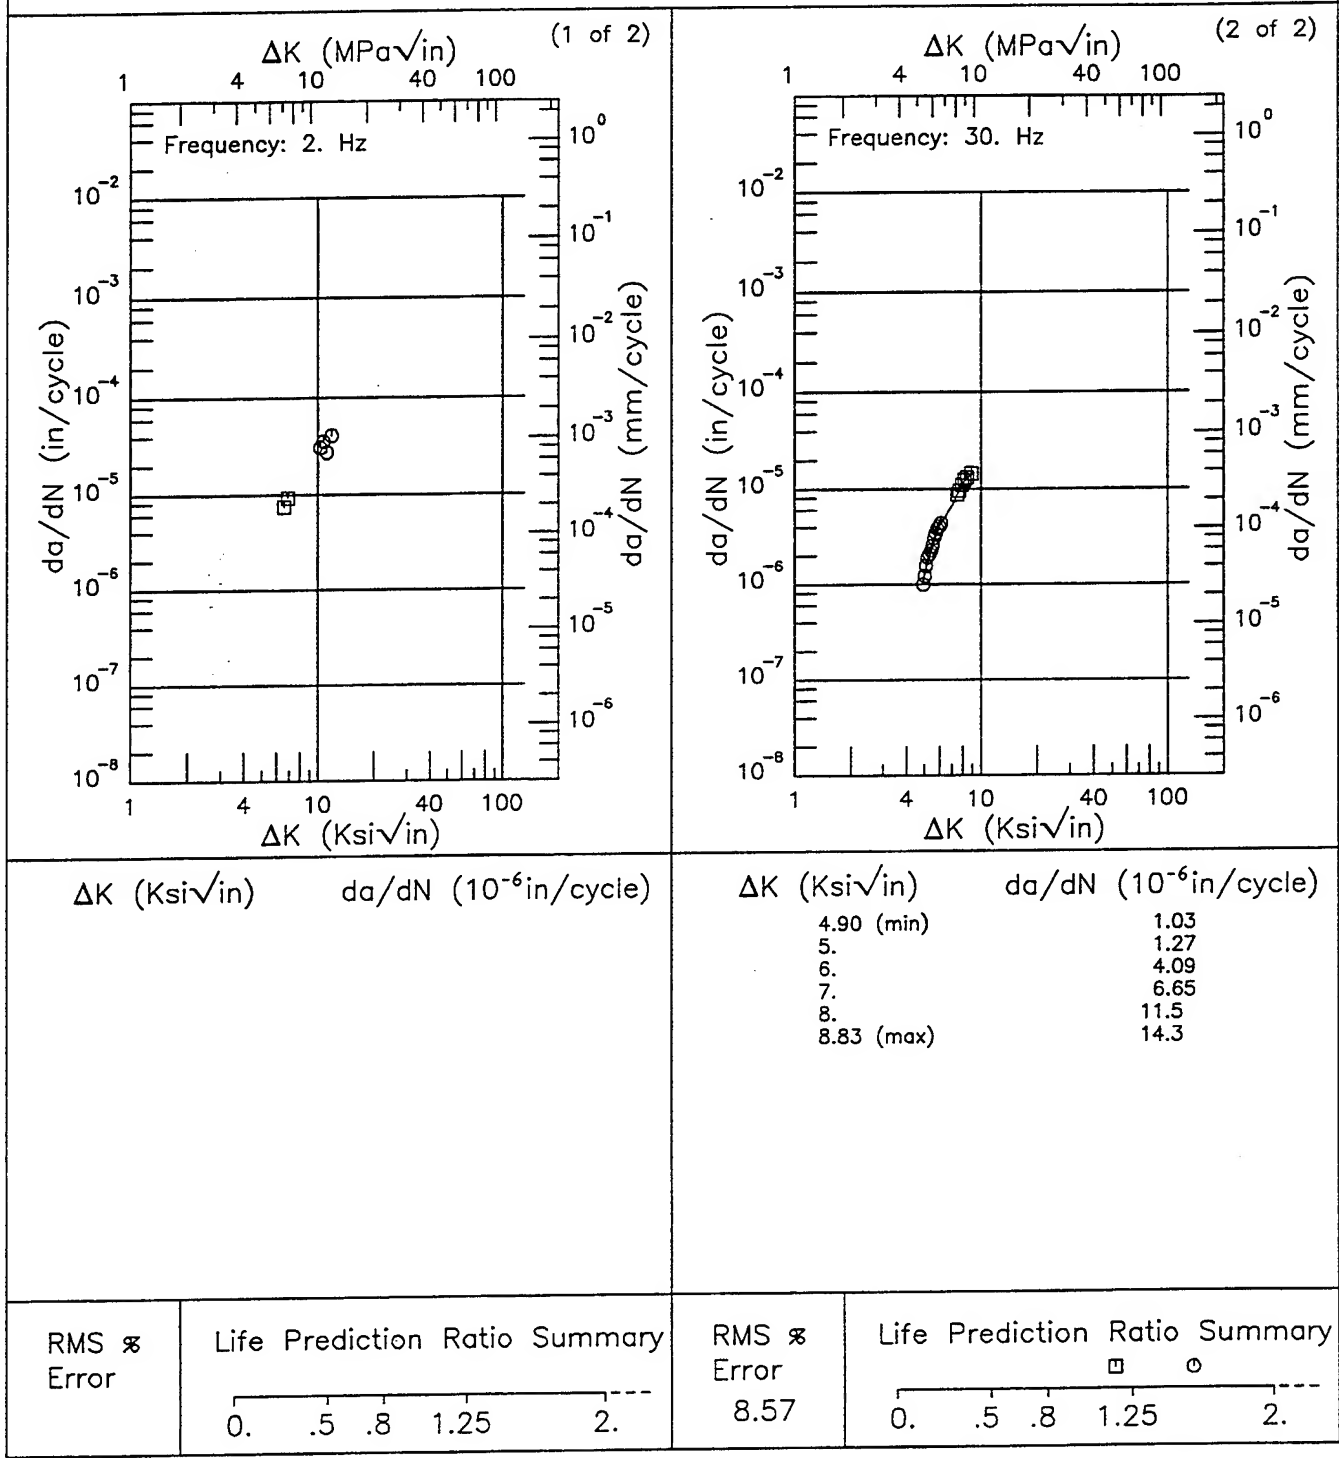 (1 of 2)
ΔK (MPa√in)
1 4 10 40 100
Frequency: 2. Hz
da/dN (in/cycle)
10⁻²
10⁻³
10⁻⁴
10⁻⁵
10⁻⁶
10⁻⁷
10⁻⁸
10⁰
10⁻¹
10⁻²
10⁻³
10⁻⁴
10⁻⁵
10⁻⁶
da/dN (mm/cycle)
1 4 10 40 100
ΔK (Ksi√in)
(2 of 2)
ΔK (MPa√in)
1 4 10 40 100
Frequency: 30. Hz
da/dN (in/cycle)
10⁻²
10⁻³
10⁻⁴
10⁻⁵
10⁻⁶
10⁻⁷
10⁻⁸
10⁰
10⁻¹
10⁻²
10⁻³
10⁻⁴
10⁻⁵
10⁻⁶
da/dN (mm/cycle)
1 4 10 40 100
ΔK (Ksi√in)
ΔK (Ksi√in) da/dN (10⁻⁶in/cycle)
ΔK (Ksi√in) da/dN (10⁻⁶in/cycle)
4.90 (min) 1.03
5. 1.27
6. 4.09
7. 6.65
8. 11.5
8.83 (max) 14.3
RMS %
Error
Life Prediction Ratio Summary
0. .5 .8 1.25 2.
RMS %
Error
8.57
Life Prediction Ratio Summary
0. .5 .8 1.25 2.